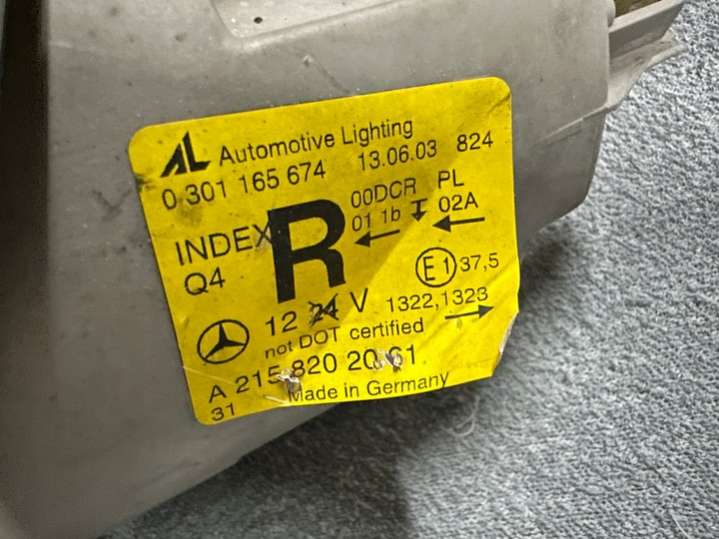 AL Automotive Lighting
0 301 165 674 13.06.03 824
INDEX R 00DCR PL
Q4 01 1b 02A
E1 37,5
12 24 V 1322,1323
not DOT certified
A 215 820 20 61
31 Made in Germany